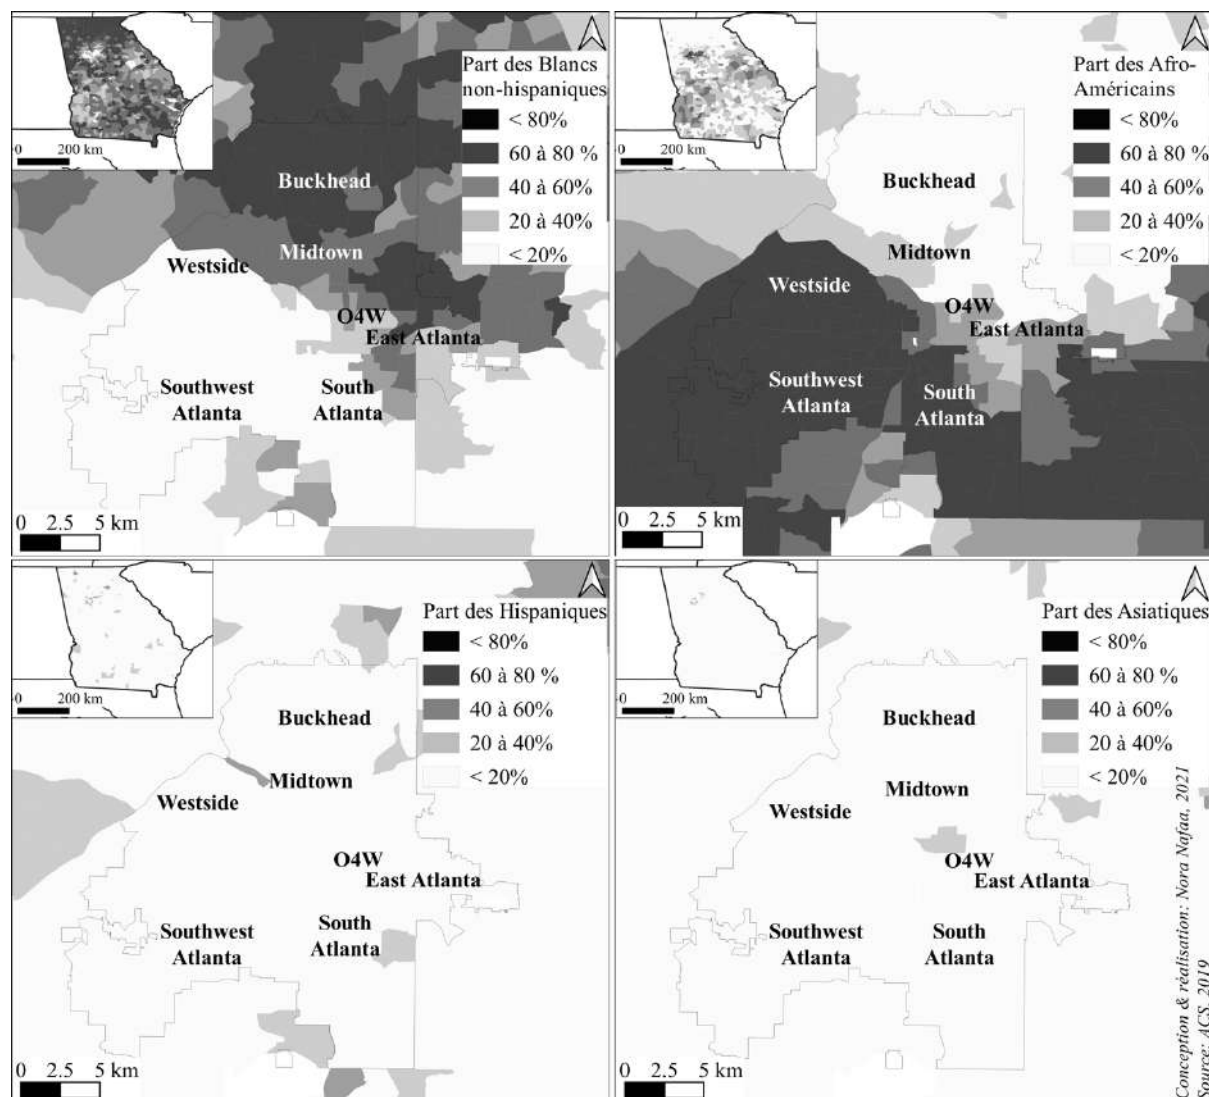 Part des Blancs
non-hispaniques
< 80%
60 à 80 %
40 à 60%
20 à 40%
< 20%
0 200 km
Buckhead
Midtown
Westside
O4W
East Atlanta
Southwest
Atlanta
South
Atlanta
0 2.5 5 km
Part des Afro-
Américains
< 80%
60 à 80 %
40 à 60%
20 à 40%
< 20%
0 200 km
Buckhead
Midtown
Westside
O4W
East Atlanta
Southwest
Atlanta
South
Atlanta
0 2.5 5 km
Part des Hispaniques
< 80%
60 à 80 %
40 à 60%
20 à 40%
< 20%
0 200 km
Buckhead
Midtown
Westside
O4W
East Atlanta
Southwest
Atlanta
South
Atlanta
0 2.5 5 km
Part des Asiatiques
< 80%
60 à 80 %
40 à 60%
20 à 40%
< 20%
0 200 km
Buckhead
Midtown
Westside
O4W
East Atlanta
Southwest
Atlanta
South
Atlanta
0 2.5 5 km
Conception & réalisation: Nora Nafaa, 2021
Source: ACS, 2019